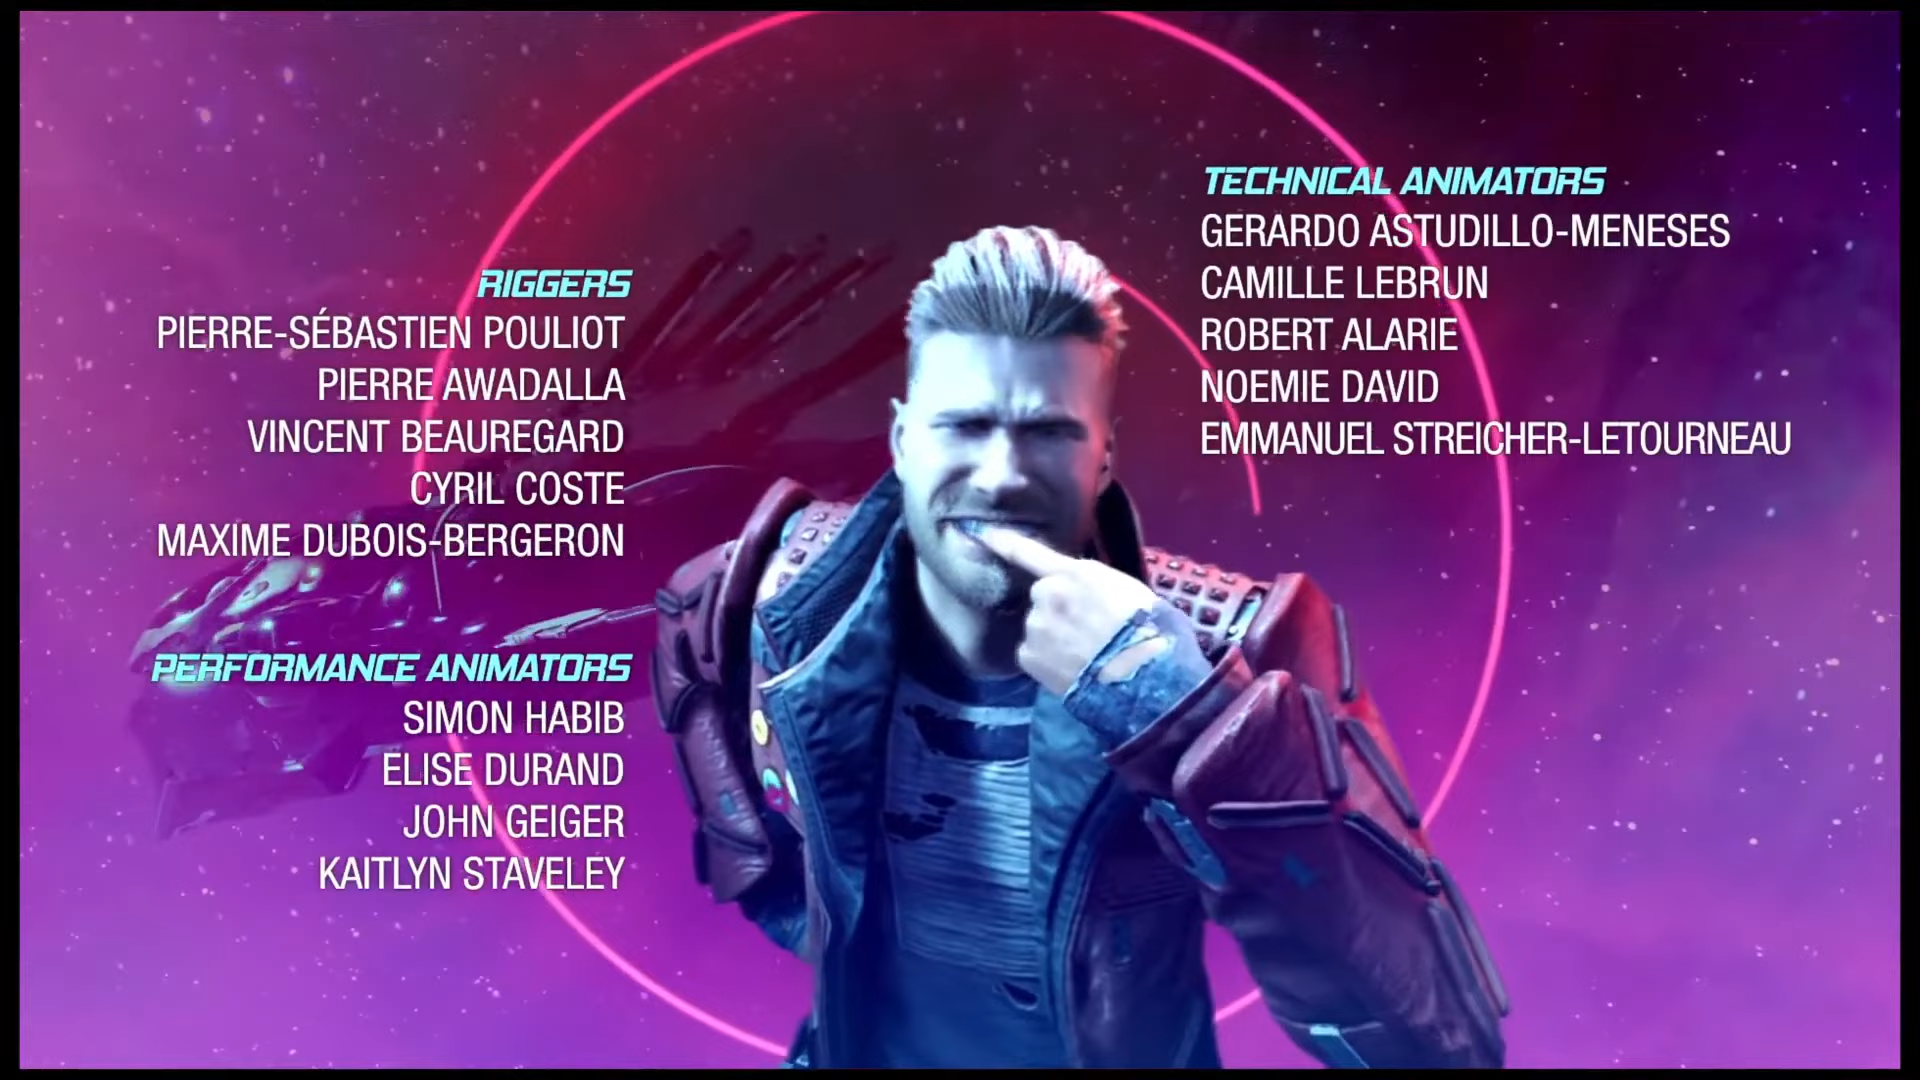 RIGGERS
PIERRE-SÉBASTIEN POULIOT
PIERRE AWADALLA
VINCENT BEAUREGARD
CYRIL COSTE
MAXIME DUBOIS-BERGERON
PERFORMANCE ANIMATORS
SIMON HABIB
ELISE DURAND
JOHN GEIGER
KAITLYN STAVELEY
TECHNICAL ANIMATORS
GERARDO ASTUDILLO-MENESES
CAMILLE LEBRUN
ROBERT ALARIE
NOEMIE DAVID
EMMANUEL STREICHER-LETOURNEAU